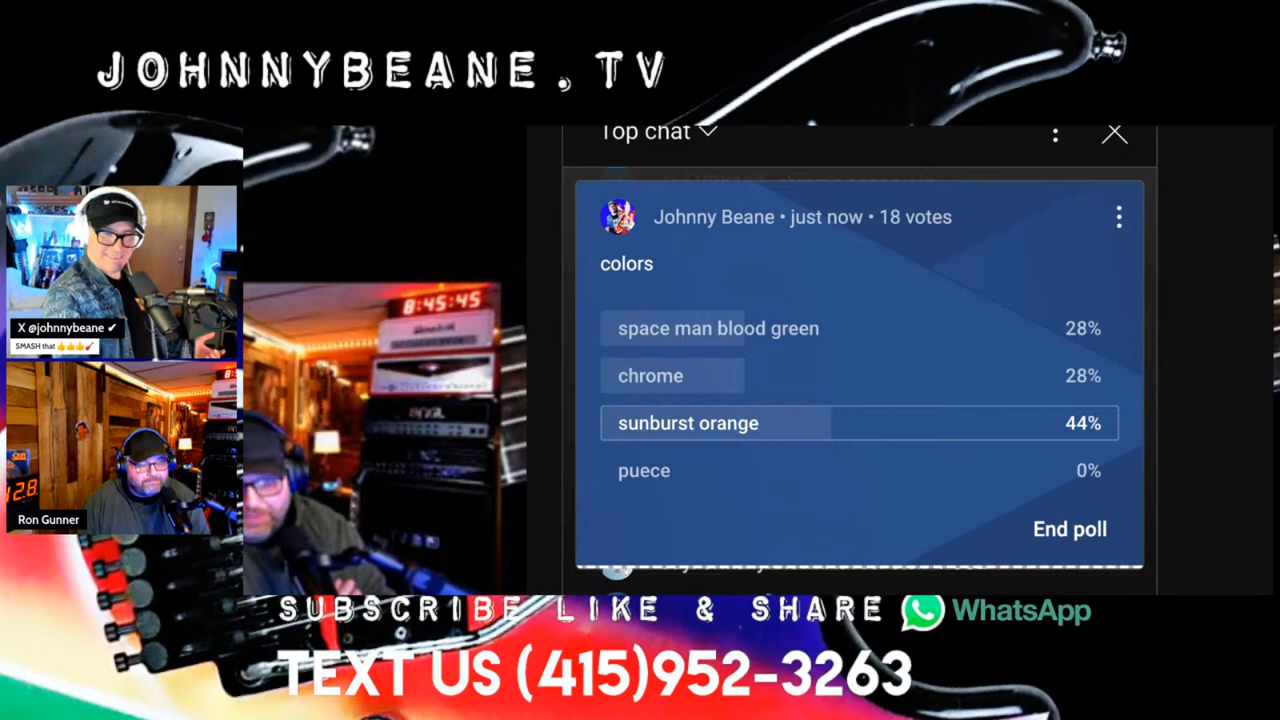 JOHNNYBEANE.TV
Top chat
Johnny Beane • just now • 18 votes
colors
space man blood green 28%
chrome 28%
sunburst orange 44%
puece 0%
End poll
8:45:45
X @johnnybeane ✔
SMASH that 👍👍👍🎸
12.8
Ron Gunner
SUBSCRIBE LIKE & SHARE WhatsApp
TEXT US (415)952-3263